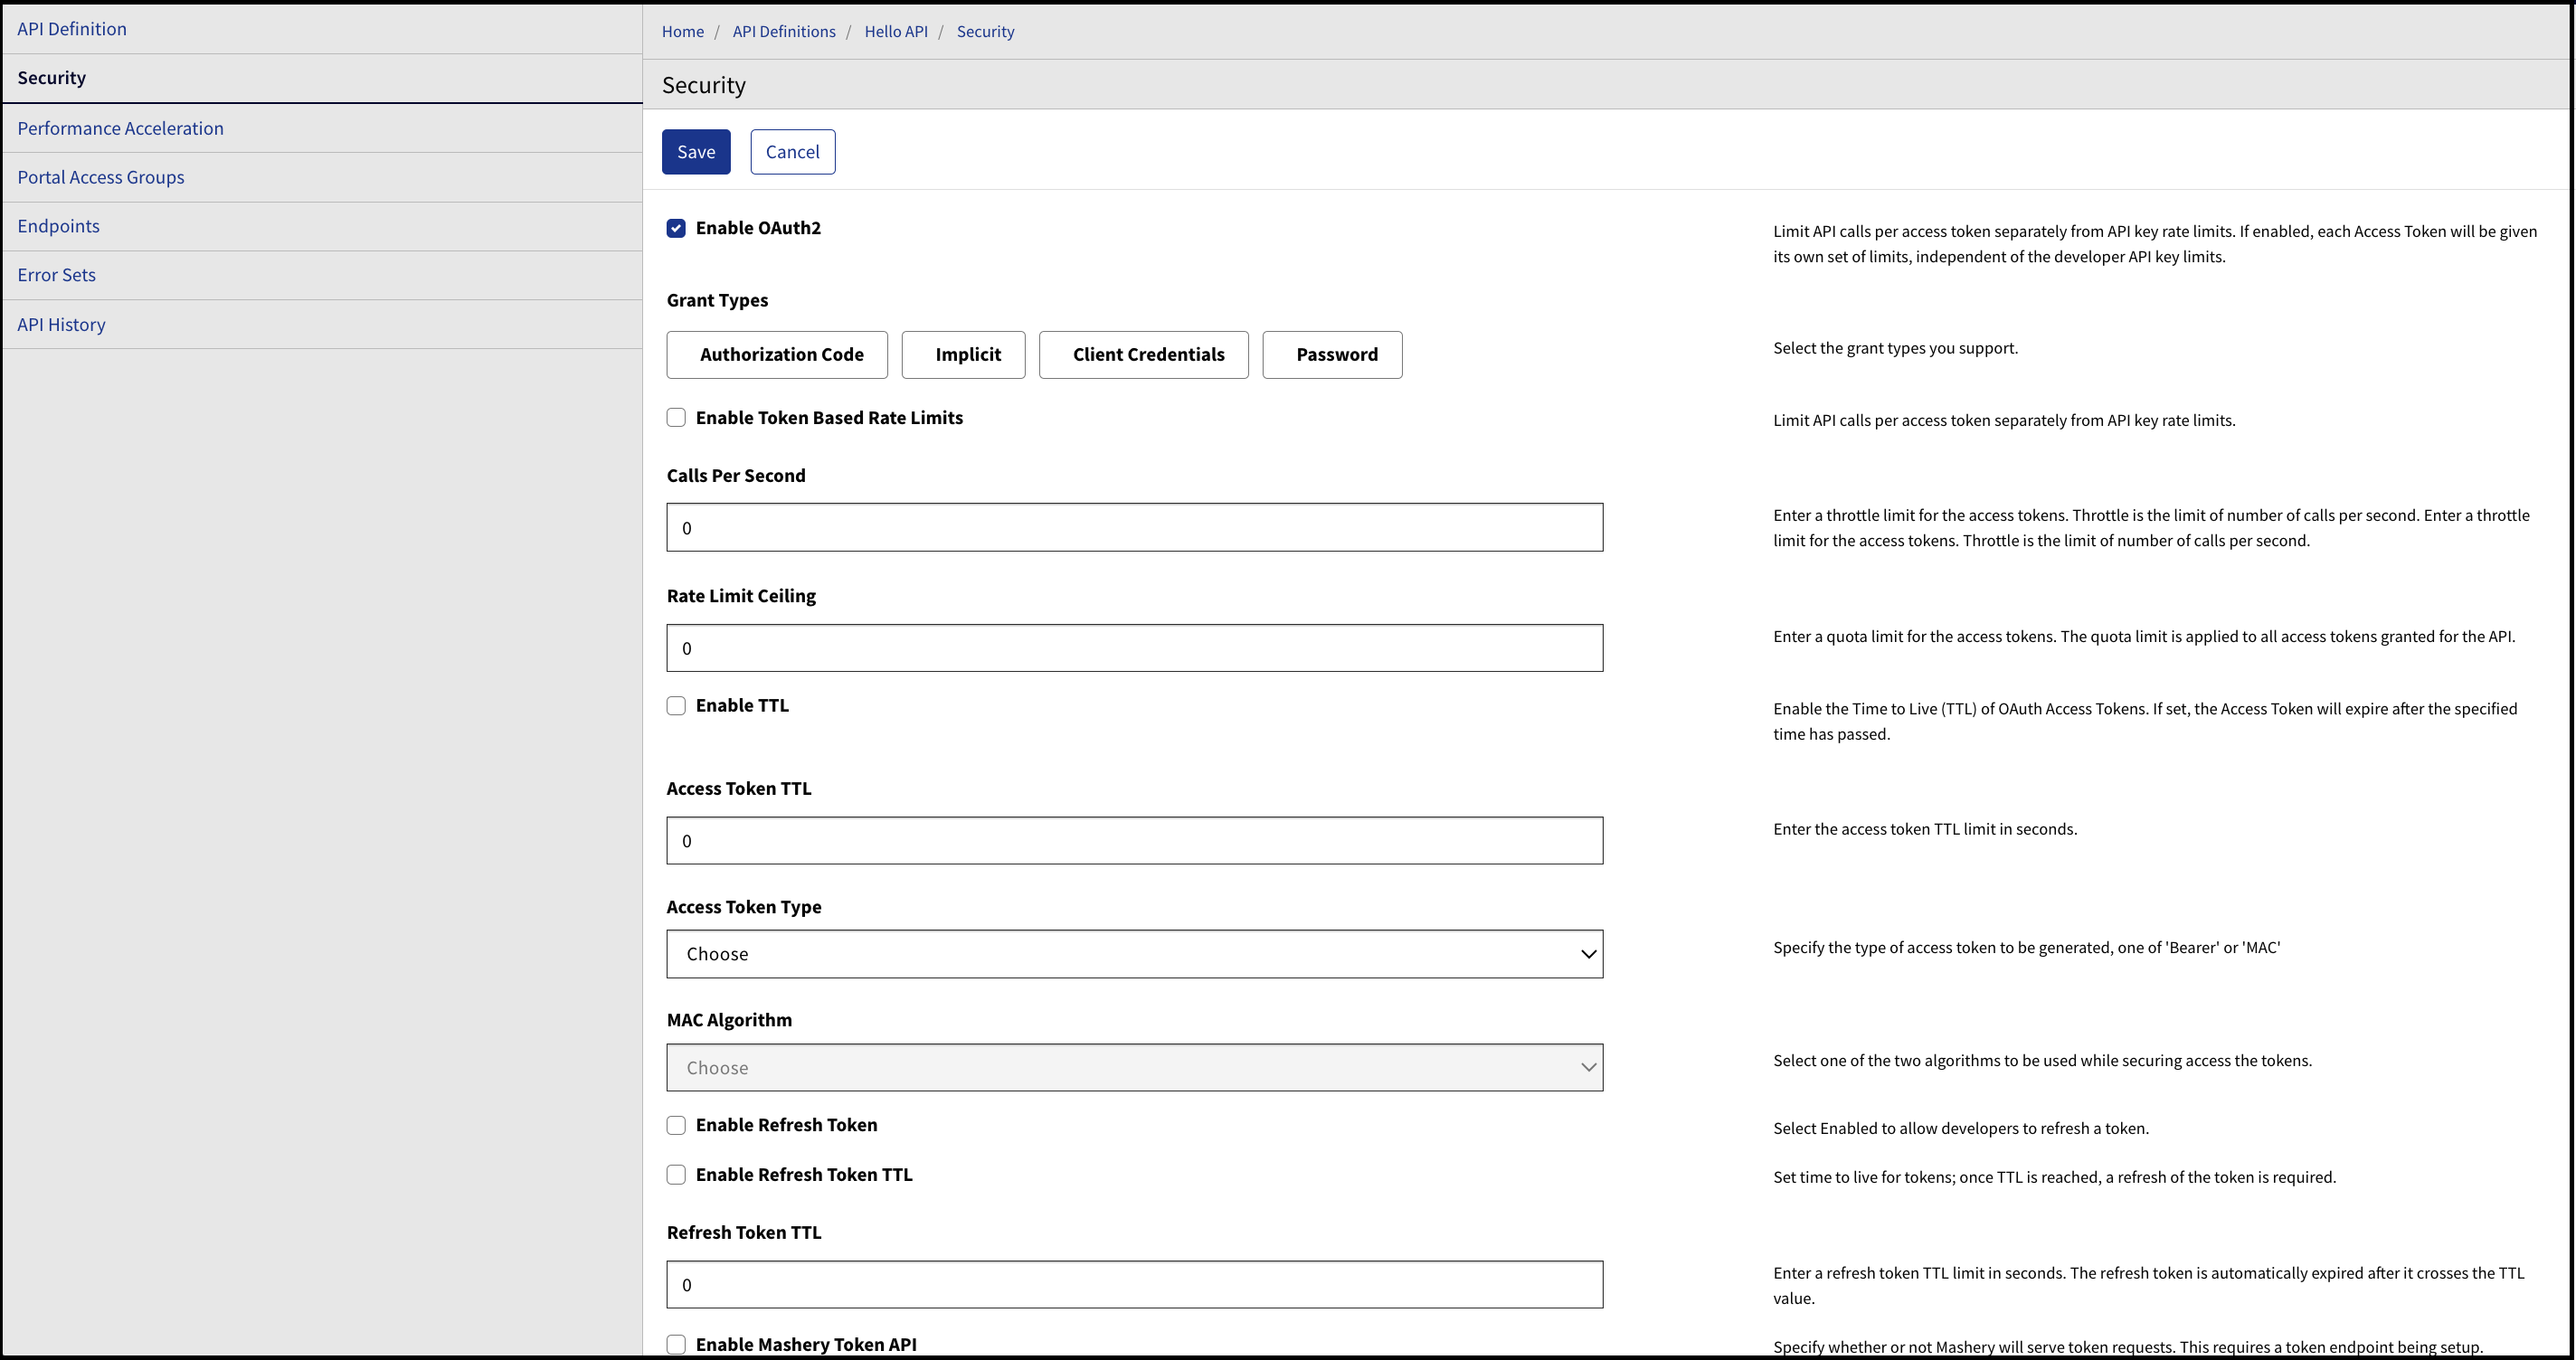 API Definition
Security
Performance Acceleration
Portal Access Groups
Endpoints
Error Sets
API History
Home / API Definitions / Hello API / Security
Security
Save Cancel
Enable OAuth2
Limit API calls per access token separately from API key rate limits. If enabled, each Access Token will be given
its own set of limits, independent of the developer API key limits.
Grant Types
Authorization Code Implicit Client Credentials Password
Select the grant types you support.
Enable Token Based Rate Limits
Limit API calls per access token separately from API key rate limits.
Calls Per Second
0
Enter a throttle limit for the access tokens. Throttle is the limit of number of calls per second. Enter a throttle
limit for the access tokens. Throttle is the limit of number of calls per second.
Rate Limit Ceiling
0
Enter a quota limit for the access tokens. The quota limit is applied to all access tokens granted for the API.
Enable TTL
Enable the Time to Live (TTL) of OAuth Access Tokens. If set, the Access Token will expire after the specified
time has passed.
Access Token TTL
0
Enter the access token TTL limit in seconds.
Access Token Type
Choose
Specify the type of access token to be generated, one of 'Bearer' or 'MAC'
MAC Algorithm
Choose
Select one of the two algorithms to be used while securing access the tokens.
Enable Refresh Token
Select Enabled to allow developers to refresh a token.
Enable Refresh Token TTL
Set time to live for tokens; once TTL is reached, a refresh of the token is required.
Refresh Token TTL
0
Enter a refresh token TTL limit in seconds. The refresh token is automatically expired after it crosses the TTL
value.
Enable Mashery Token API
Specify whether or not Mashery will serve token requests. This requires a token endpoint being setup.